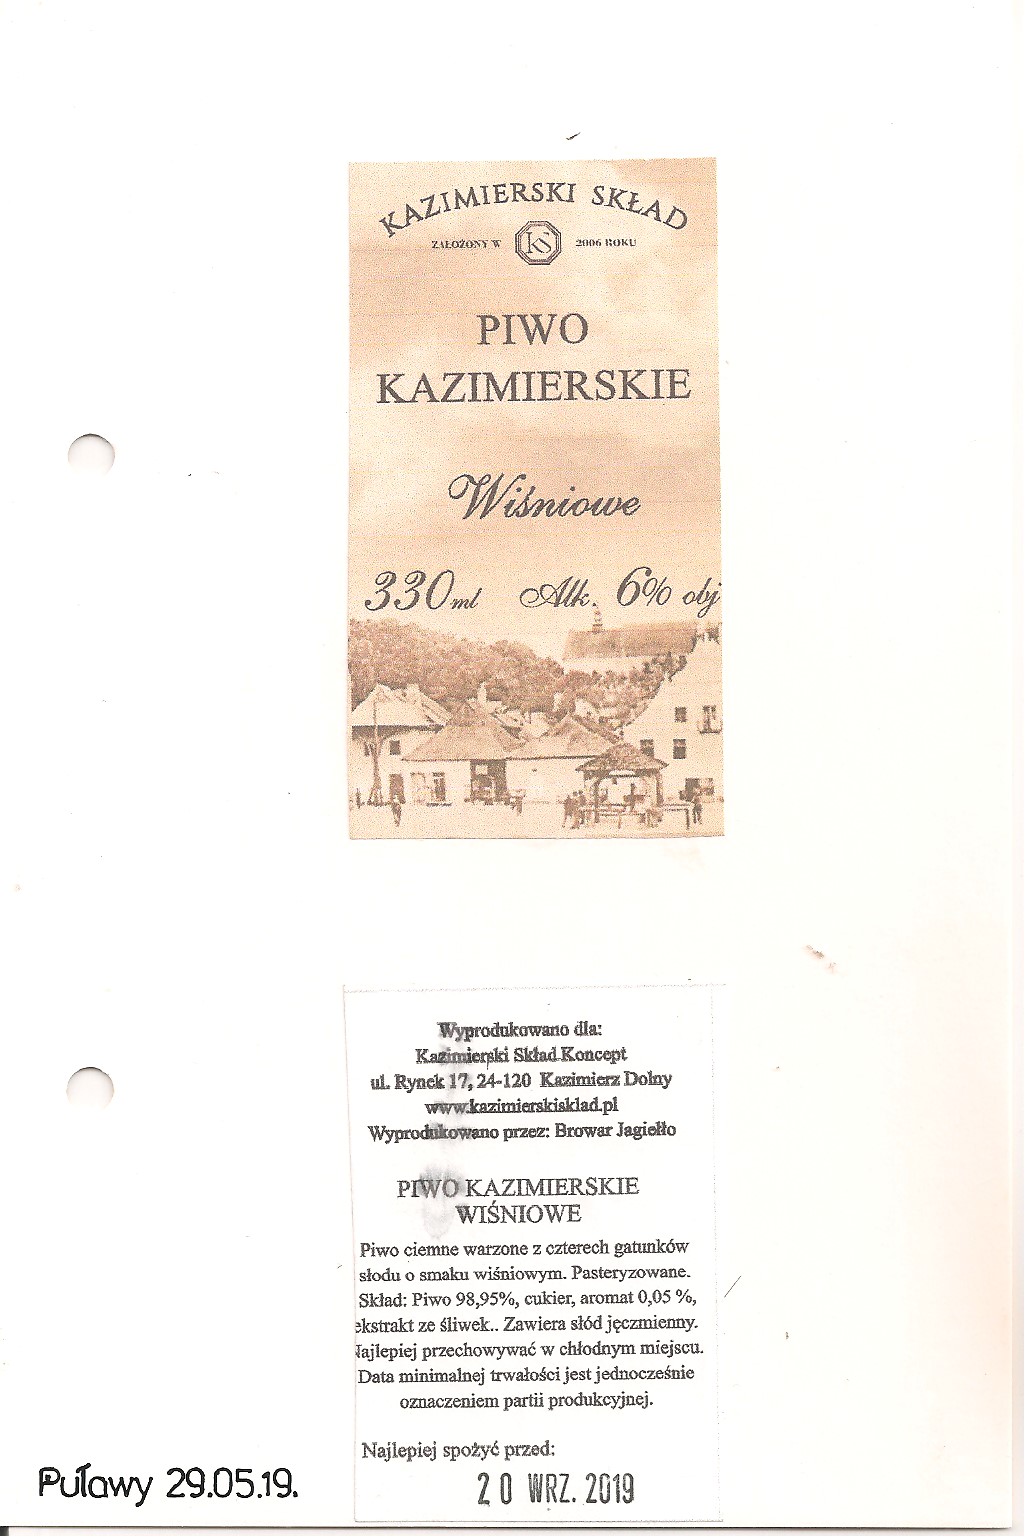 KAZIMIERSKI SKŁAD
ZAŁOŻONY W KS 2006 ROKU
PIWO
KAZIMIERSKIE
Wiśniowe
330 ml Alk. 6% obj
Wyprodukowano dla:
Kazimierski Skład Koncept
ul. Rynek 17, 24-120 Kazimierz Dolny
www.kazimierskisklad.pl
Wyprodukowano przez: Browar Jagiełło
PIWO KAZIMIERSKIE
WIŚNIOWE
Piwo ciemne warzone z czterech gatunków
słodu o smaku wiśniowym. Pasteryzowane.
Skład: Piwo 98,95%, cukier, aromat 0,05 %,
ekstrakt ze śliwek.. Zawiera słód jęczmienny.
Najlepiej przechowywać w chłodnym miejscu.
Data minimalnej trwałości jest jednocześnie
oznaczeniem partii produkcyjnej.
Najlepiej spożyć przed:
20 WRZ. 2019
Puławy 29.05.19.